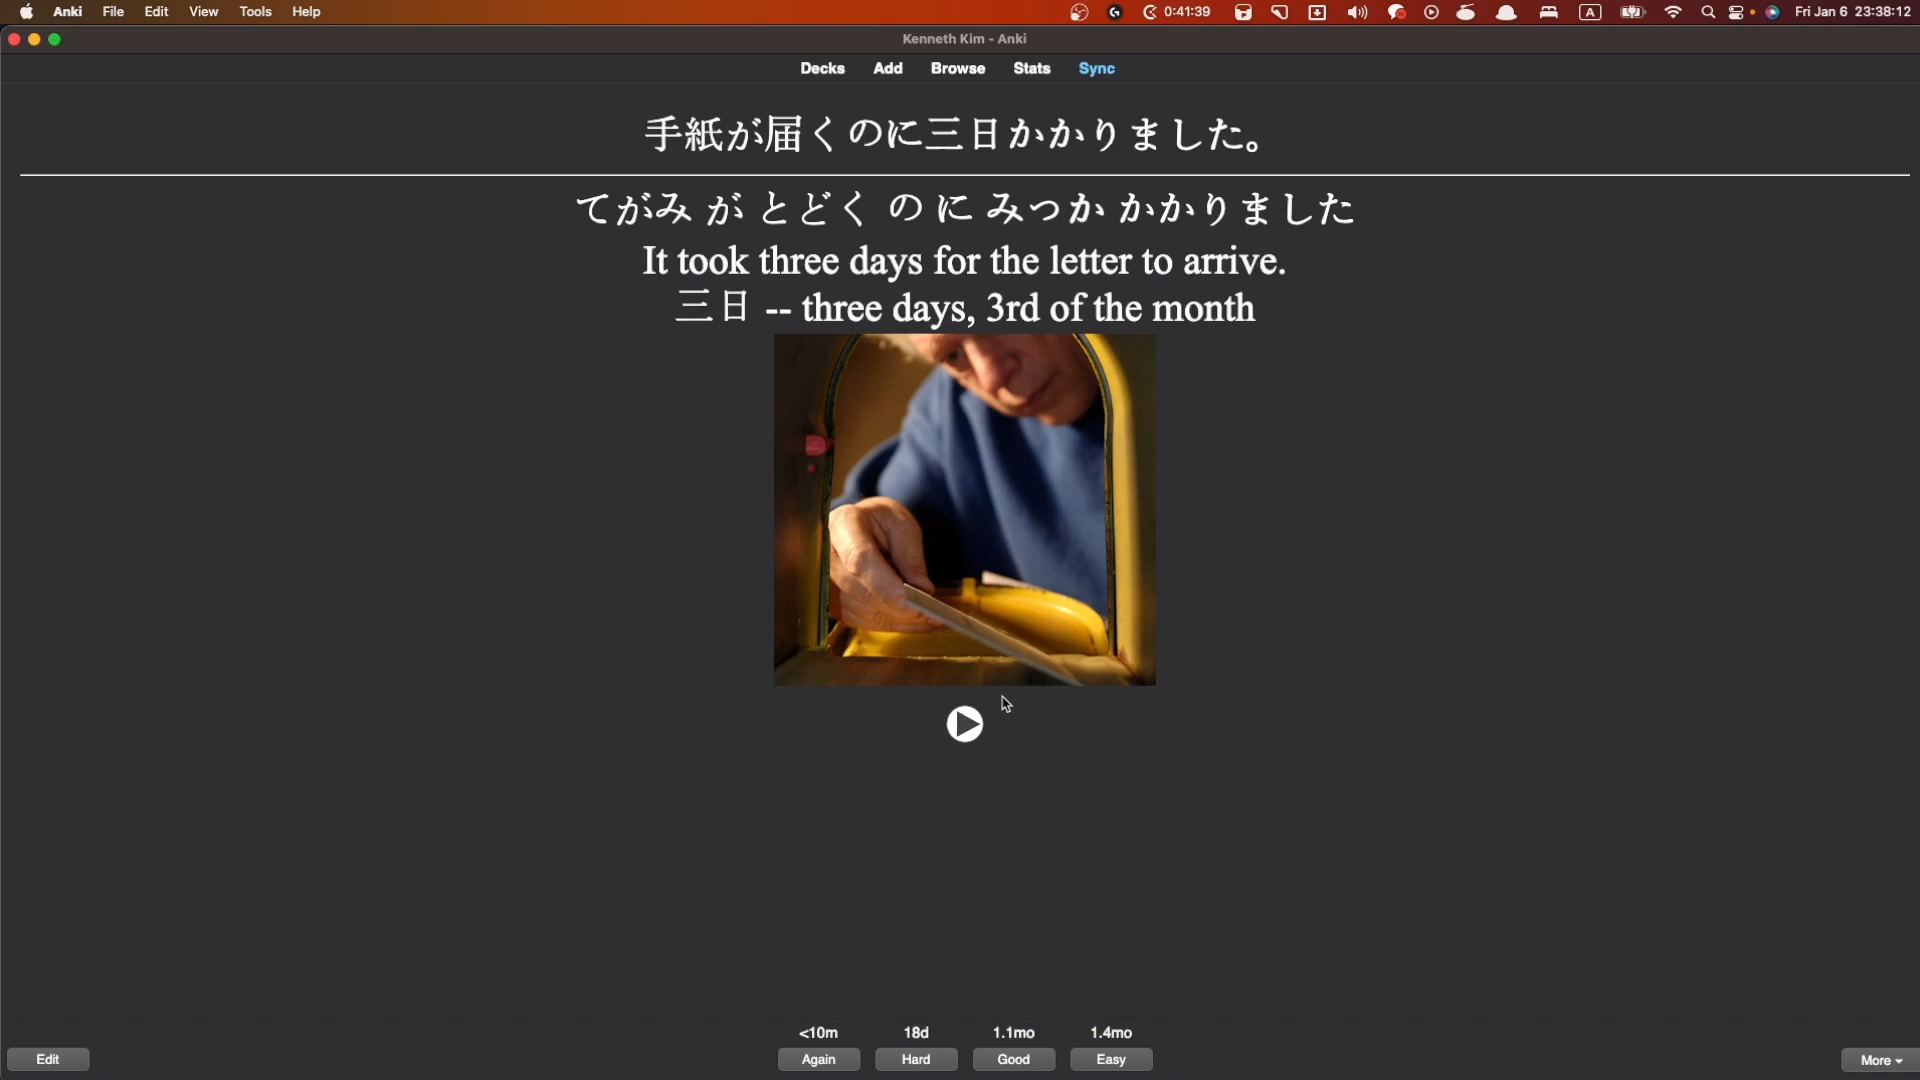 Anki File Edit View Tools Help 0:41:39 A Fri Jan 6 23:38:12
Kenneth Kim - Anki
Decks Add Browse Stats Sync
手紙が届くのに三日かかりました。
てがみ が とどく の に みつか かかりました
It took three days for the letter to arrive.
三日 -- three days, 3rd of the month
<10m 18d 1.1mo 1.4mo
Edit Again Hard Good Easy More